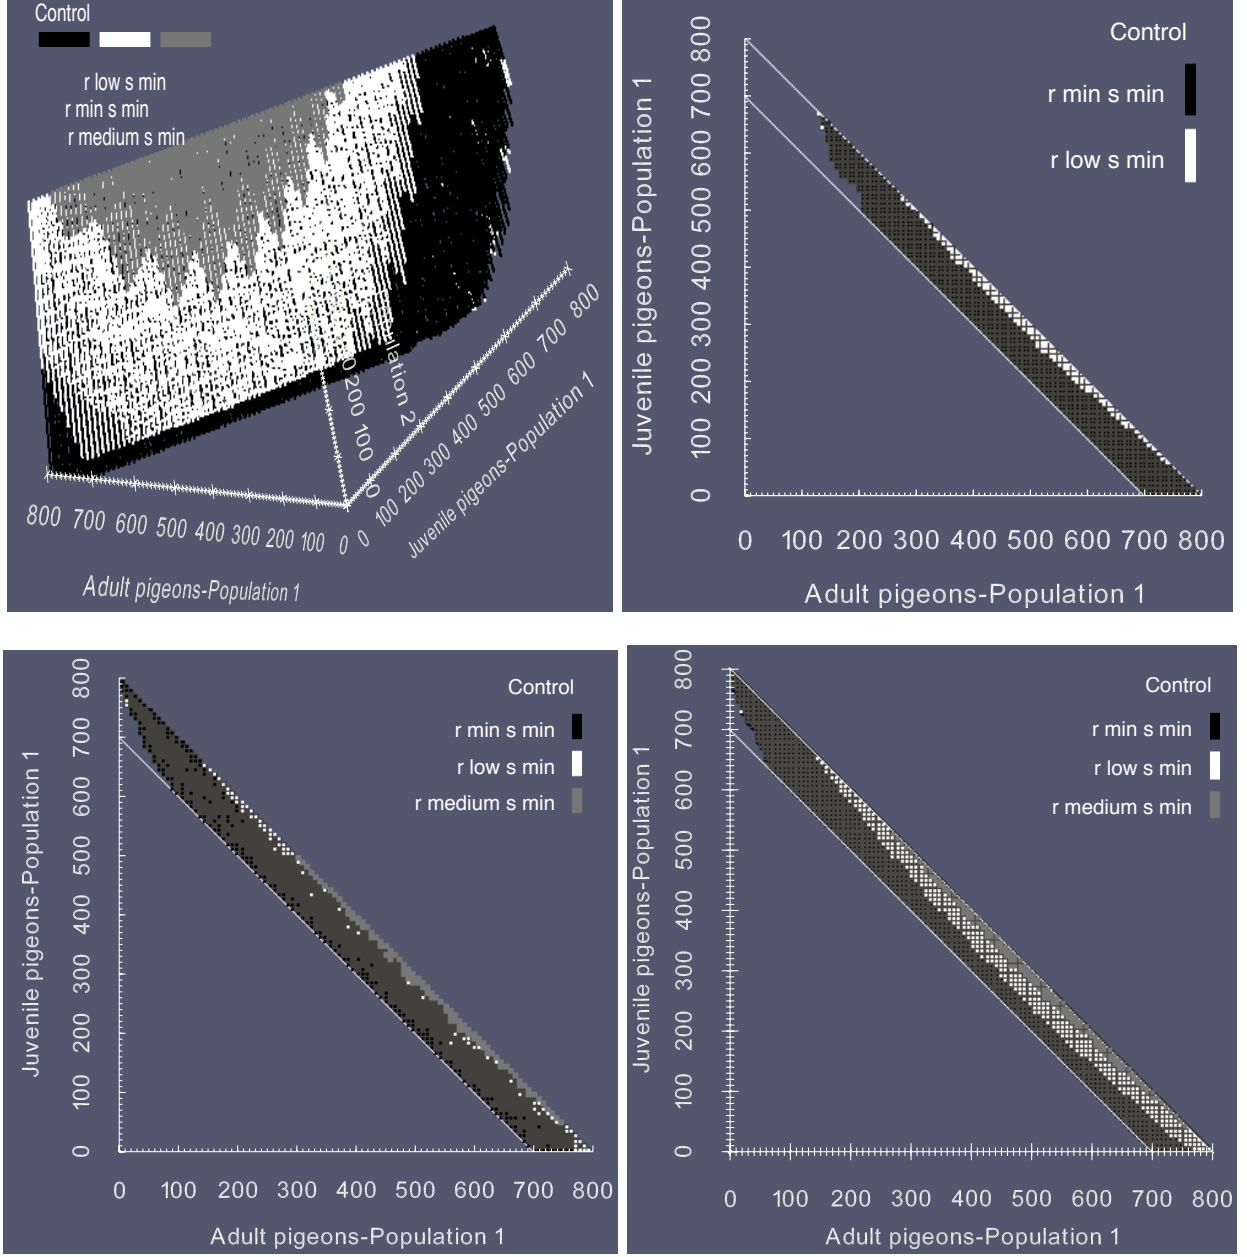 Control
r low s min
r min s min
r medium s min
0 200 100 0
pulation 2
800 700 600 500 400 300 200 100 0
0 100 200 300 400 500 600 700 800
Juvenile pigeons-Population 1
Adult pigeons-Population 1
Control
r min s min
r low s min
Juvenile pigeons-Population 1
0 100 200 300 400 500 600 700 800
0 100 200 300 400 500 600 700 800
Adult pigeons-Population 1
Control
r min s min
r low s min
r medium s min
Juvenile pigeons-Population 1
0 100 200 300 400 500 600 700 800
0 100 200 300 400 500 600 700 800
Adult pigeons-Population 1
Control
r min s min
r low s min
r medium s min
Juvenile pigeons-Population 1
0 100 200 300 400 500 600 700 800
0 100 200 300 400 500 600 700 800
Adult pigeons-Population 1